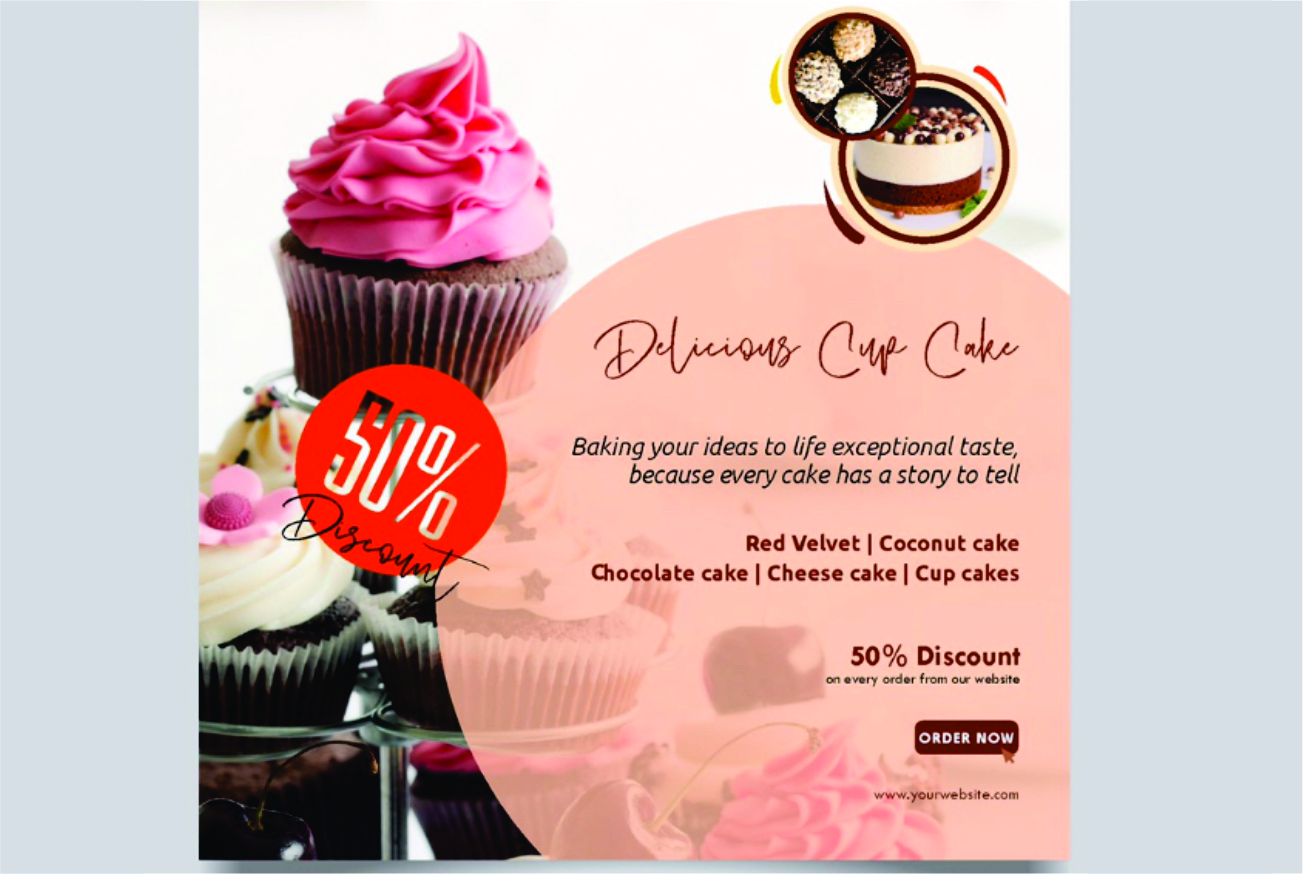 Delicious Cup Cake
Baking your ideas to life exceptional taste,
because every cake has a story to tell
50%
Discount
Red Velvet | Coconut cake
Chocolate cake | Cheese cake | Cup cakes
50% Discount
on every order from our website
ORDER NOW
www.yourwebsite.com